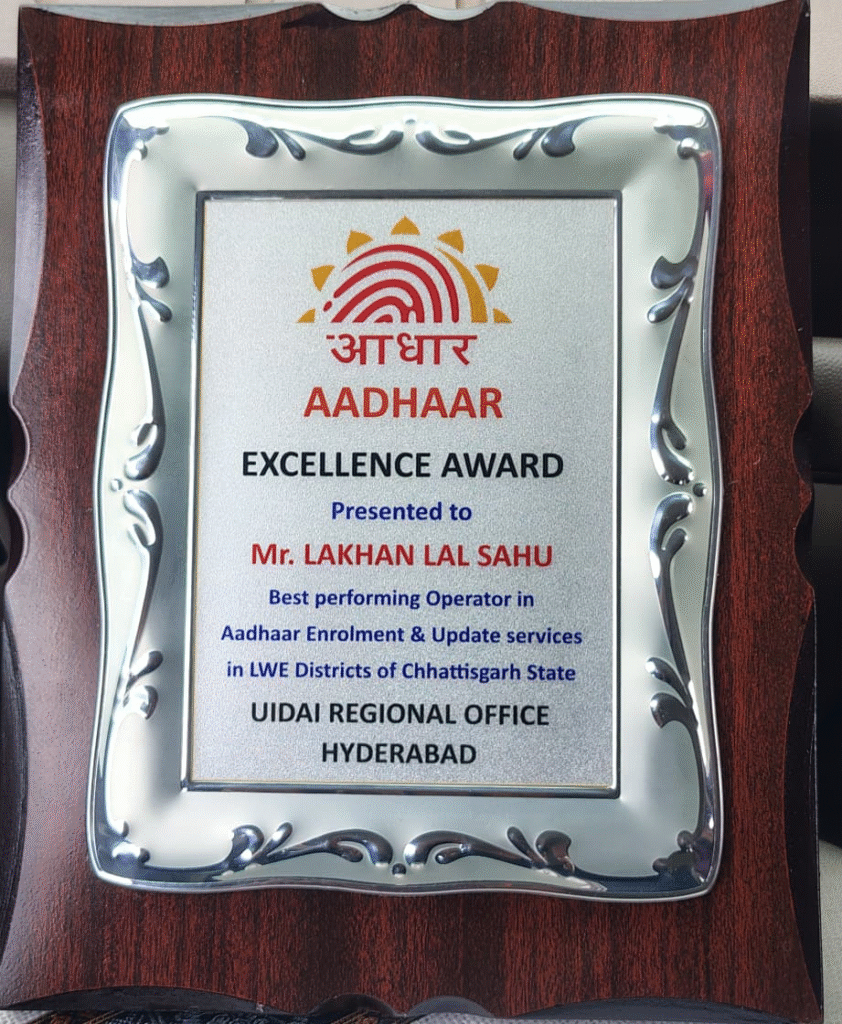 आधार
AADHAAR
EXCELLENCE AWARD
Presented to
Mr. LAKHAN LAL SAHU
Best performing Operator in
Aadhaar Enrolment & Update services
in LWE Districts of Chhattisgarh State
UIDAI REGIONAL OFFICE
HYDERABAD